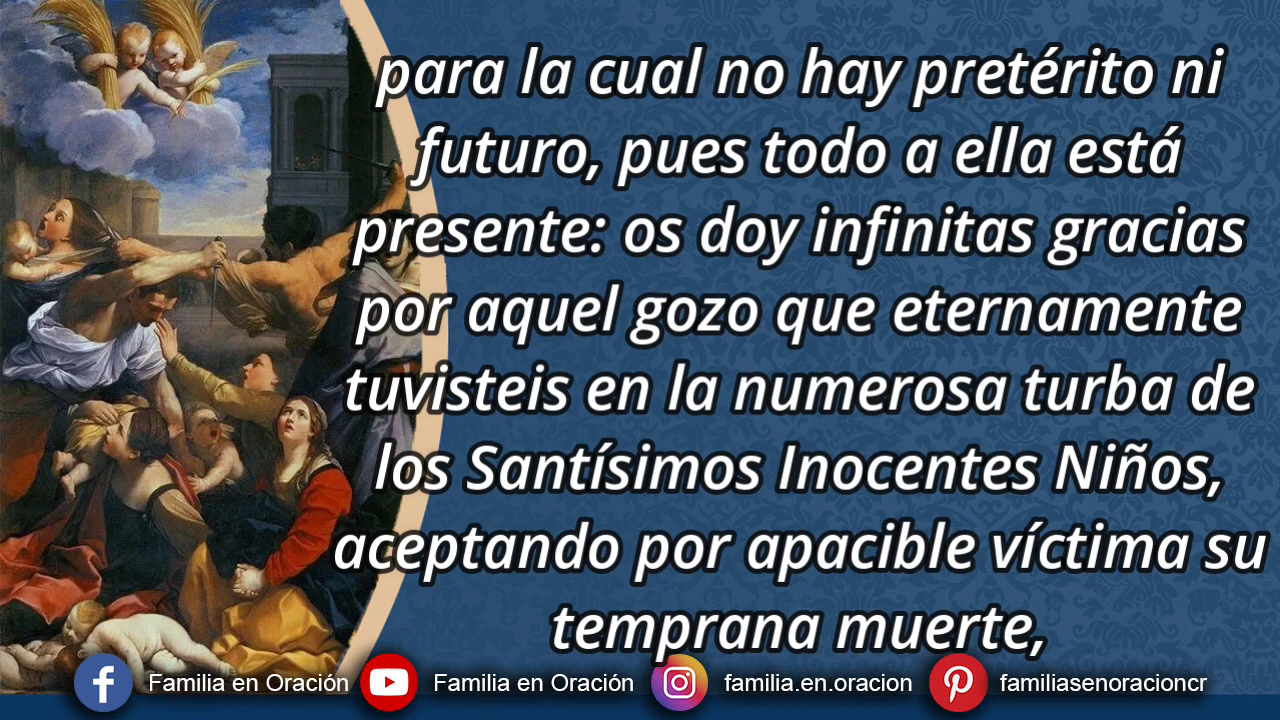 para la cual no hay pretérito ni
futuro, pues todo a ella está
presente: os doy infinitas gracias
por aquel gozo que eternamente
tuvisteis en la numerosa turba de
los Santísimos Inocentes Niños,
aceptando por apacible víctima su
temprana muerte,
Familia en Oración Familia en Oración familia.en.oracion familiasenoracioncr